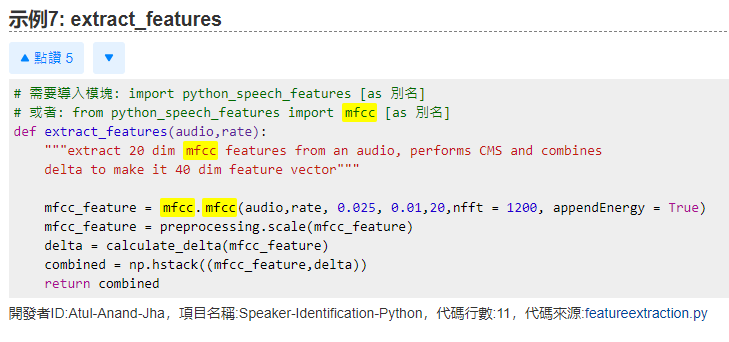 示例7: extract_features
▲ 點讚 5 ▼
# 需要導入模塊: import python_speech_features [as 別名]
# 或者: from python_speech_features import mfcc [as 別名]
def extract_features(audio,rate):
    """extract 20 dim mfcc features from an audio, performs CMS and combines
    delta to make it 40 dim feature vector"""
    mfcc_feature = mfcc.mfcc(audio,rate, 0.025, 0.01,20,nfft = 1200, appendEnergy = True)
    mfcc_feature = preprocessing.scale(mfcc_feature)
    delta = calculate_delta(mfcc_feature)
    combined = np.hstack((mfcc_feature,delta))
    return combined
開發者ID:Atul-Anand-Jha，項目名稱:Speaker-Identification-Python，代碼行數:11，代碼來源:featureextraction.py